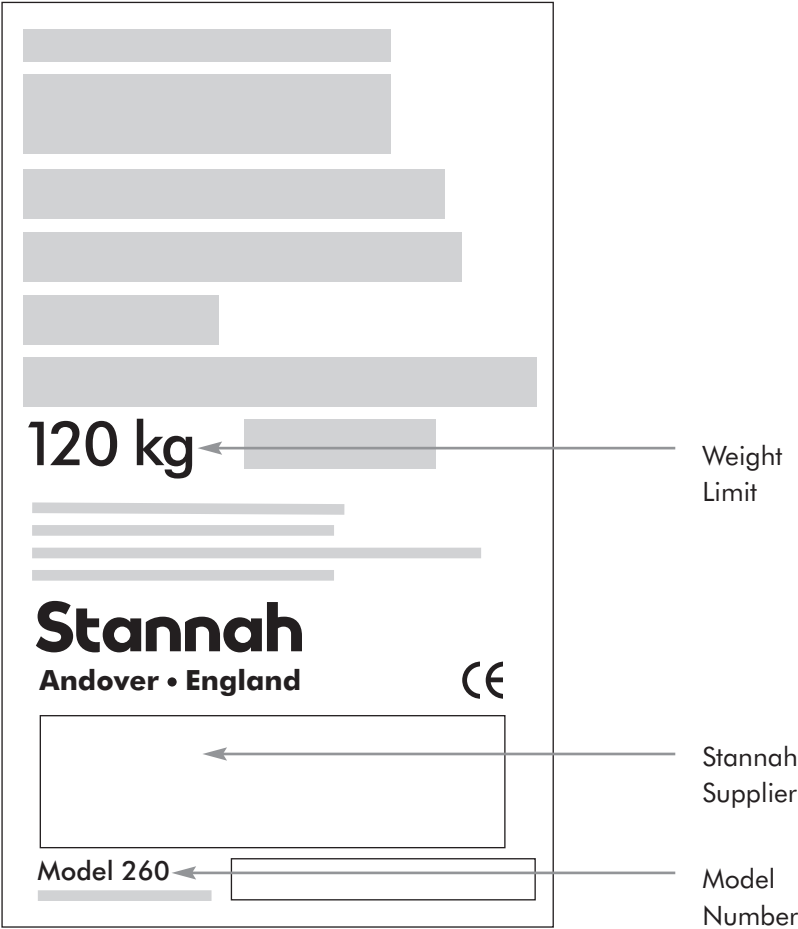 120 kg
Weight
Limit
Stannah
Andover • England
CE
Stannah
Supplier
Model 260
Model
Number